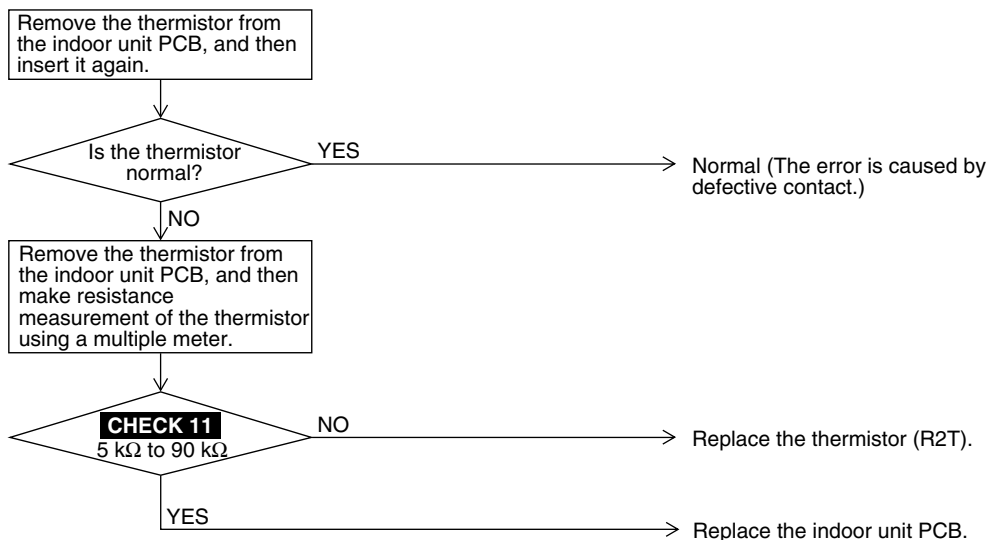 Remove the thermistor from
the indoor unit PCB, and then
insert it again.
Is the thermistor
normal?
YES
Normal (The error is caused by
defective contact.)
NO
Remove the thermistor from
the indoor unit PCB, and then
make resistance
measurement of the thermistor
using a multiple meter.
CHECK 11
5 kΩ to 90 kΩ
NO
Replace the thermistor (R2T).
YES
Replace the indoor unit PCB.